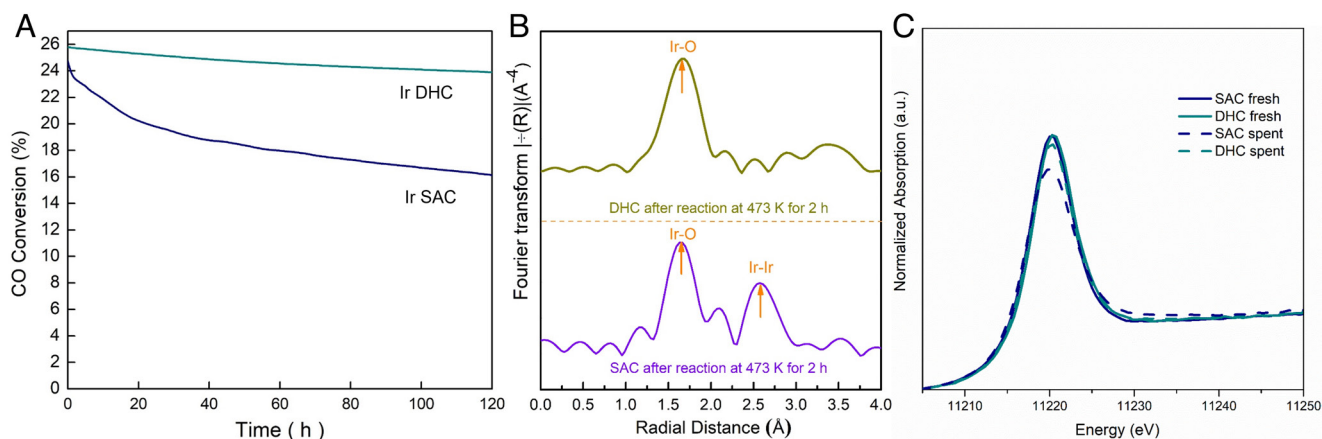 A
26
24
22
20
18
16
14
12
10
8
6
4
2
0
CO Conversion (%)
Ir DHC
Ir SAC
0 20 40 60 80 100 120
Time ( h )
B
Fourier transform |÷(R)|(A⁻⁴)
Ir-O
DHC after reaction at 473 K for 2 h
Ir-O
Ir-Ir
SAC after reaction at 473 K for 2 h
0.0 0.5 1.0 1.5 2.0 2.5 3.0 3.5 4.0
Radial Distance (Å)
C
Normalized Absorption (a.u.)
SAC fresh
DHC fresh
SAC spent
DHC spent
11210 11220 11230 11240 11250
Energy (eV)